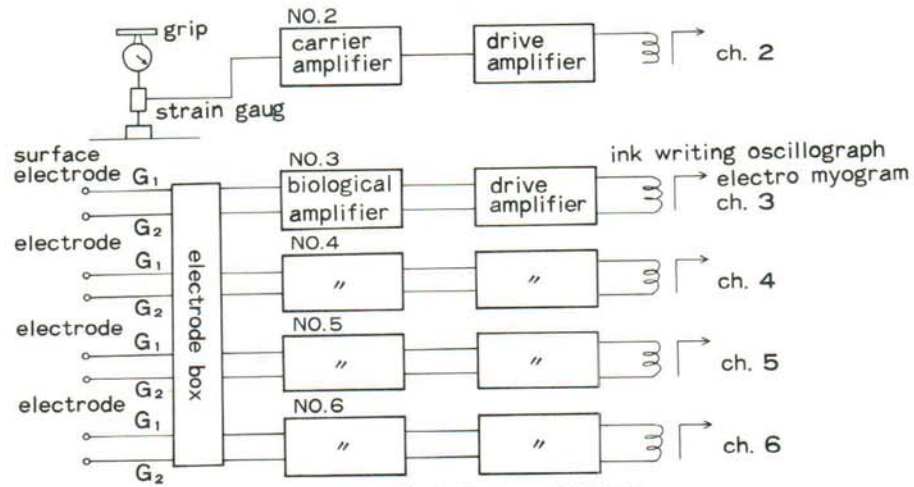 NO.2
grip
carrier
amplifier
drive
amplifier
ch. 2
strain gaug
surface
electrode G₁
G₂
NO.3
biological
amplifier
drive
amplifier
ink writing oscillograph
electro myogram
ch. 3
electrode
G₁
G₂
electrode box
NO.4
〃
〃
ch. 4
electrode
G₁
G₂
NO.5
〃
〃
ch. 5
electrode
G₁
G₂
NO.6
〃
〃
ch. 6